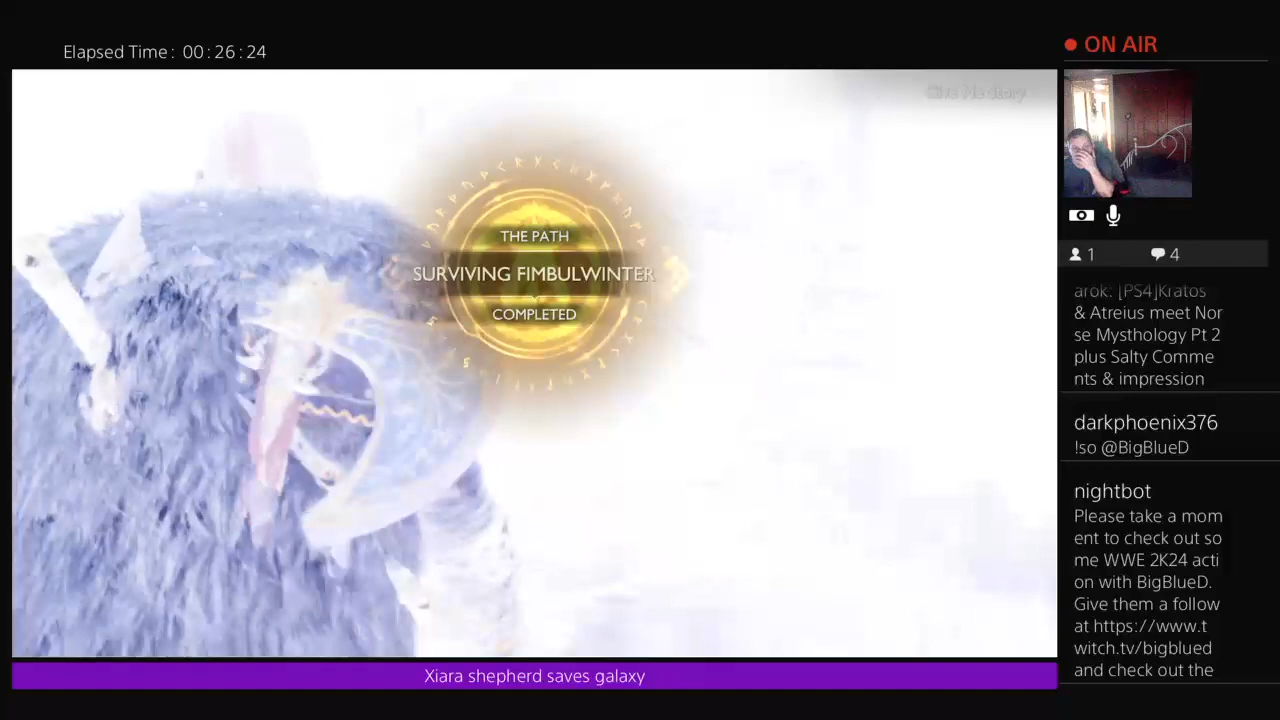 Elapsed Time: 00:26:24
ON AIR
THE PATH
SURVIVING FIMBULWINTER
COMPLETED
1
4
arok: [PS4]Kratos
& Atreius meet Nor
se Mysthology Pt 2
plus Salty Comme
nts & impression
darkphoenix376
!so @BigBlueD
nightbot
Please take a mom
ent to check out so
me WWE 2K24 acti
on with BigBlueD.
Give them a follow
at https://www.t
witch.tv/bigblued
and check out the
Xiara shepherd saves galaxy